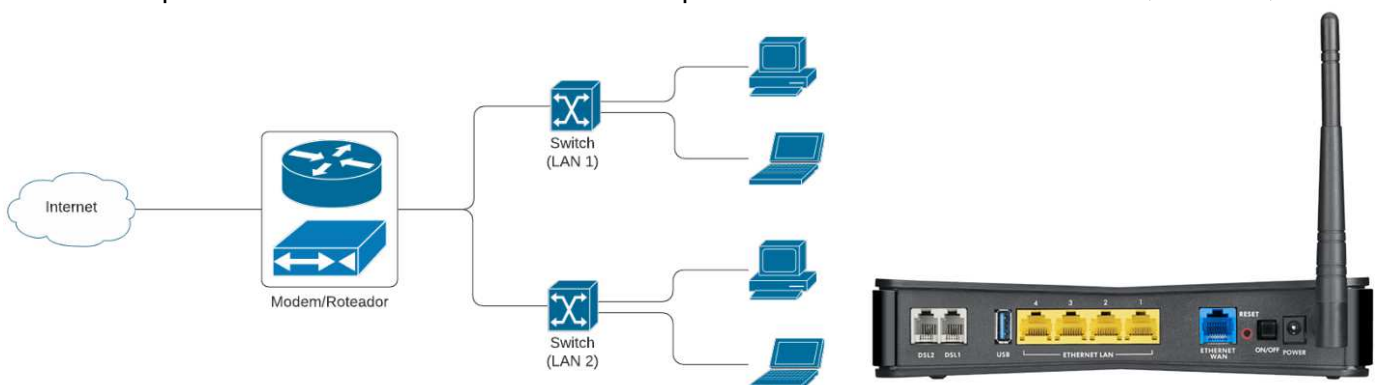 Internet
Modem/Roteador
Switch
(LAN 1)
Switch
(LAN 2)
4 3 2 1
DSL2 DSL1 USB ETHERNET LAN ETHERNET
WAN
RESET
ON/OFF POWER